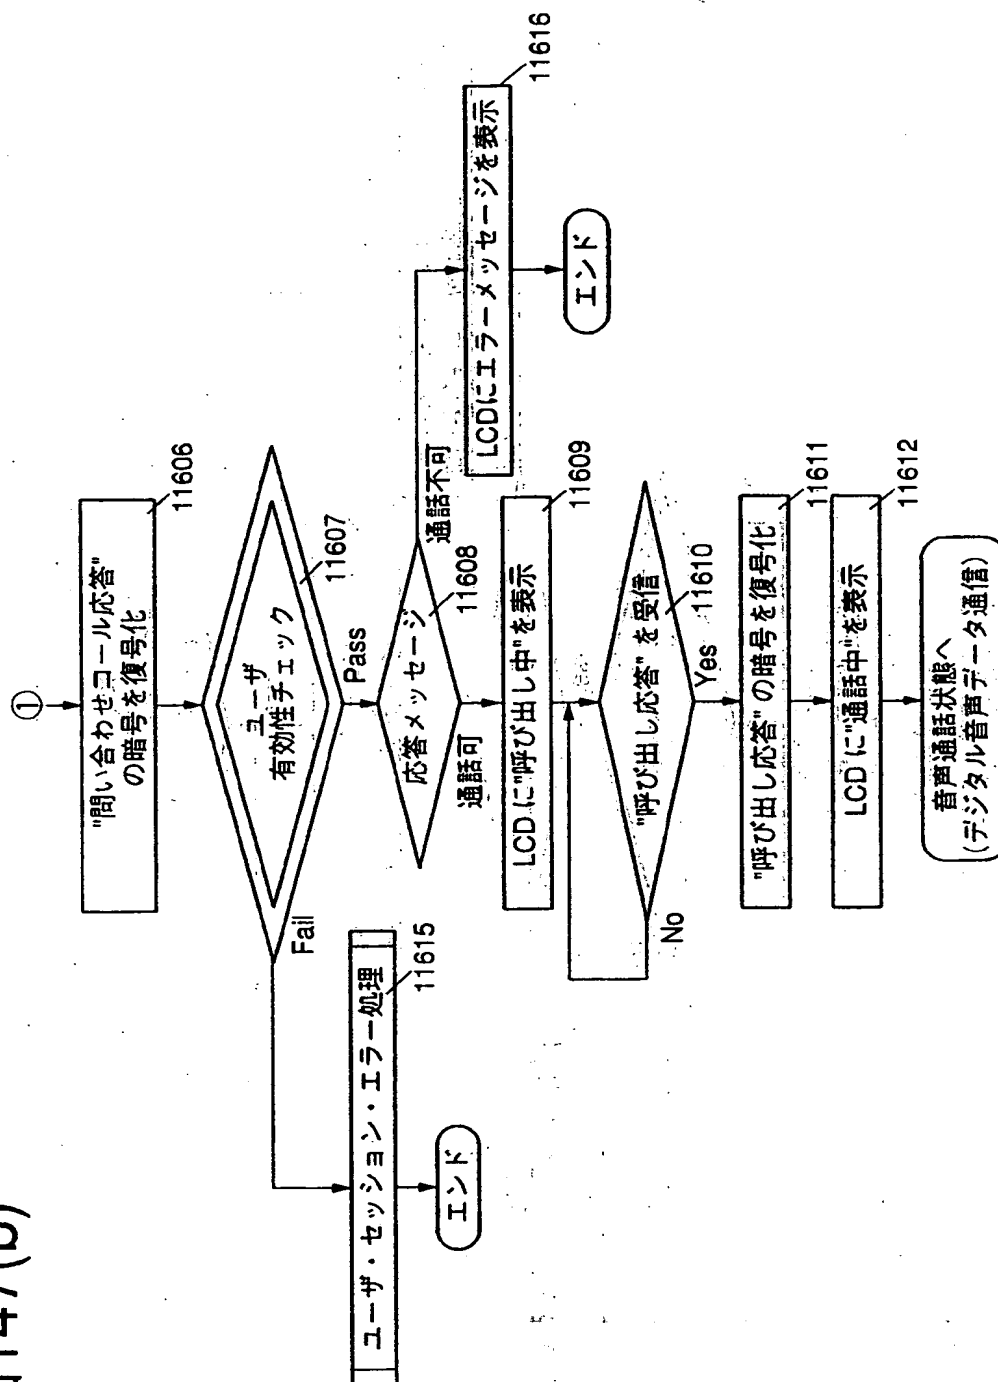 147(b)
①
"問い合わせコール応答"
の暗号を復号化
11606
ユーザ
有効性チェック
11607
Fail
Pass
ユーザ・セッション・エラー処理
11615
エンド
応答メッセージ
11608
通話不可
通話可
LCDにエラーメッセージを表示
11616
エンド
LCDに"呼び出し中"を表示
11609
"呼び出し応答"を受信
11610
No
Yes
"呼び出し応答"の暗号を復号化
11611
LCDに"通話中"を表示
11612
音声通話状態へ
(デジタル音声データ通信)